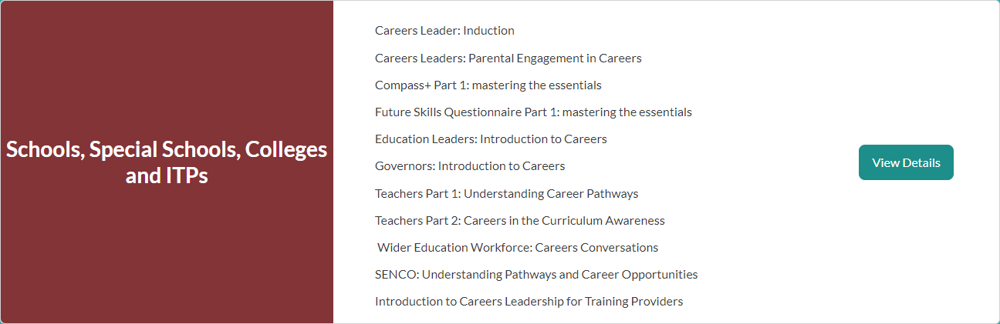 Schools, Special Schools, Colleges
and ITPs
Careers Leader: Induction
Careers Leaders: Parental Engagement in Careers
Compass+ Part 1: mastering the essentials
Future Skills Questionnaire Part 1: mastering the essentials
Education Leaders: Introduction to Careers
Governors: Introduction to Careers
Teachers Part 1: Understanding Career Pathways
Teachers Part 2: Careers in the Curriculum Awareness
Wider Education Workforce: Careers Conversations
SENCO: Understanding Pathways and Career Opportunities
Introduction to Careers Leadership for Training Providers
View Details